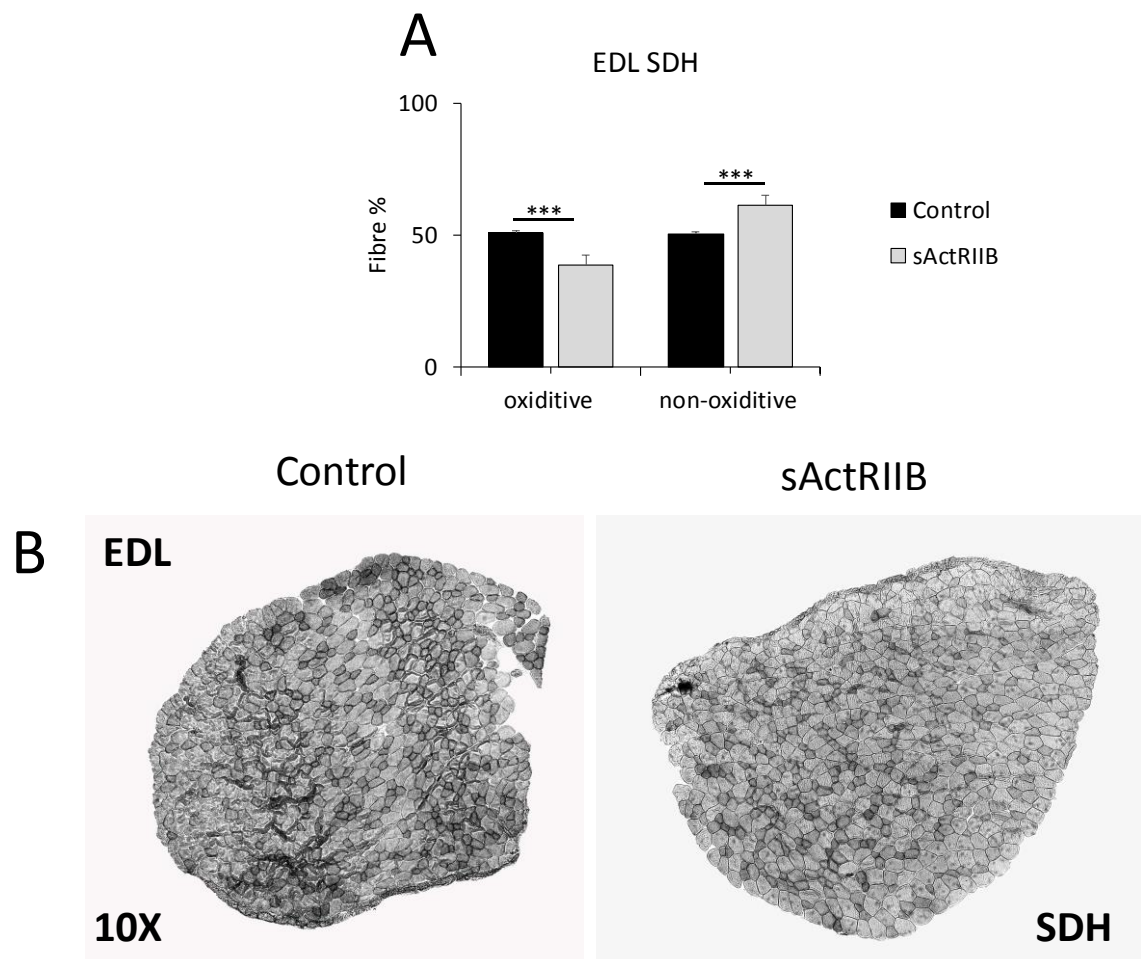 A
EDL SDH
100
50
0
Fibre %
***
***
oxiditive
non-oxiditive
Control
sActRIIB
Control
sActRIIB
B
EDL
10X
SDH